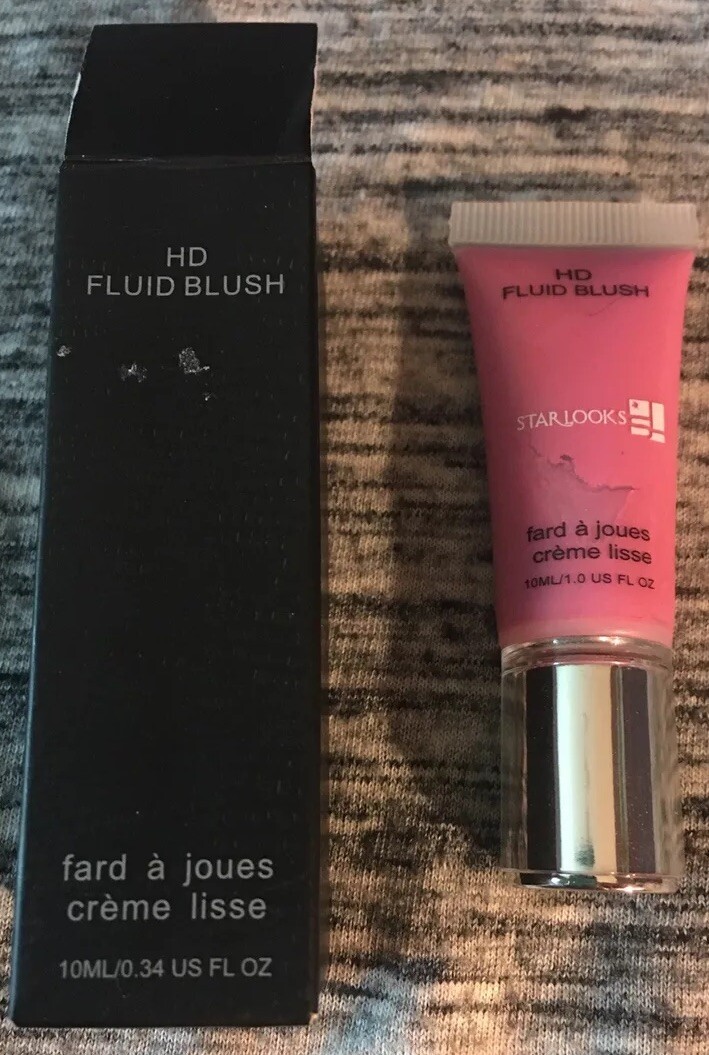 HD
FLUID BLUSH
fard à joues
crème lisse
10ML/0.34 US FL OZ
HD
FLUID BLUSH
STARLOOKS
fard à joues
crème lisse
10ML/1.0 US FL OZ